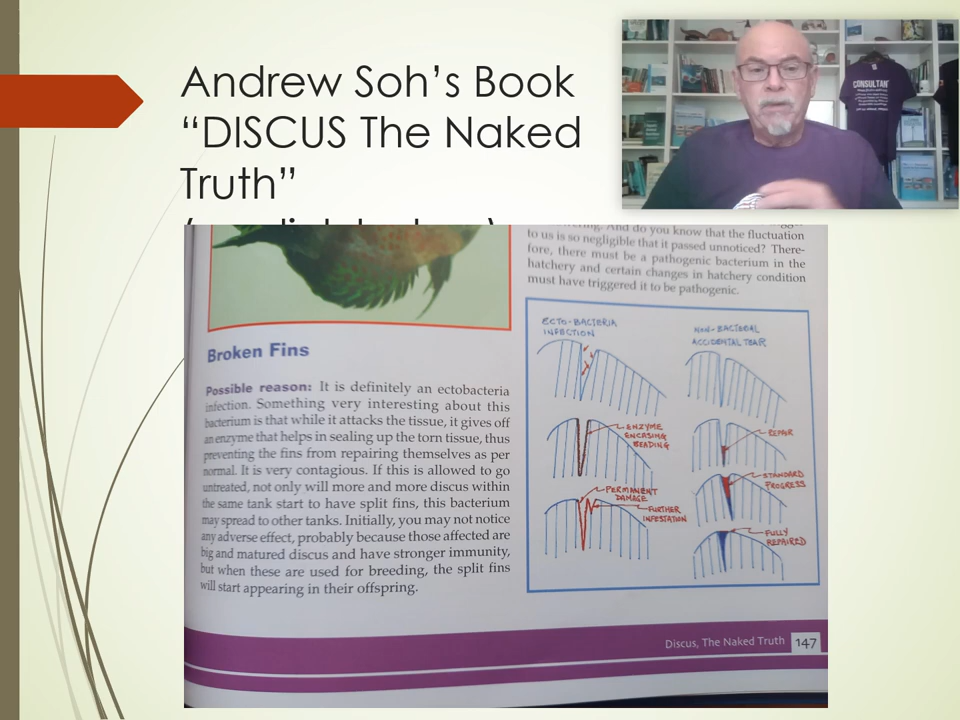 Andrew Soh’s Book
“DISCUS The Naked
Truth”
CONSULTAN
to us is so negligible that it passed unnoticed? There-
fore, there must be a pathogenic bacterium in the
hatchery and certain changes in hatchery condition
must have triggered it to be pathogenic.
Broken Fins
Possible reason: It is definitely an ectobacteria
infection. Something very interesting about this
bacterium is that while it attacks the tissue, it gives off
an enzyme that helps in sealing up the torn tissue, thus
preventing the fins from repairing themselves as per
normal. It is very contagious. If this is allowed to go
untreated, not only will more and more discus within
the same tank start to have split fins, this bacterium
may spread to other tanks. Initially, you may not notice
any adverse effect, probably because those affected are
big and matured discus and have stronger immunity,
but when these are used for breeding, the split fins
will start appearing in their offspring.
ECTO-BACTERIA
INFECTION
ENZYME
ENCASING
BEADING
PERMANENT
DAMAGE
FURTHER
INFESTATION
NON-BACTERIAL
ACCIDENTAL TEAR
REPAIR
STANDARD
PROGRESS
FULLY
REPAIRED
Discus, The Naked Truth 147